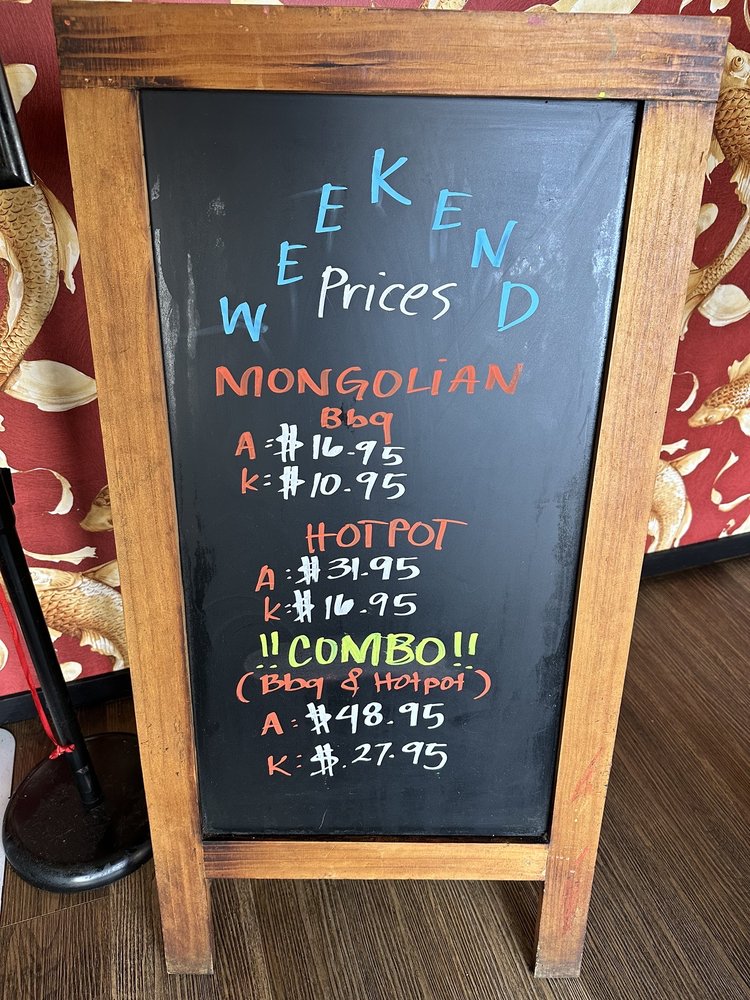 WEEKEND
Prices
MONGOLIAN
Bbq
A: $16.95
K: $10.95
HOTPOT
A: $31.95
K: $16.95
!!COMBO!!
(Bbq & Hotpot)
A: $48.95
K: $.27.95